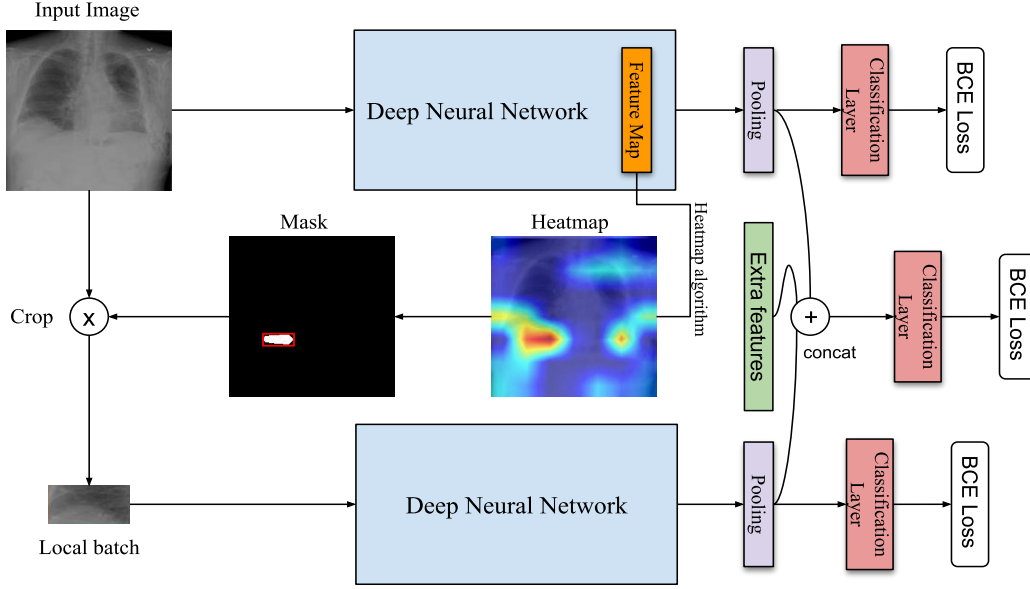 Input Image
Deep Neural Network
Feature Map
Pooling
Classification
Layer
BCE Loss
Mask
Heatmap
Heatmap algorithm
Crop
x
Extra features
+
concat
Classification
Layer
BCE Loss
Deep Neural Network
Pooling
Classification
Layer
BCE Loss
Local batch